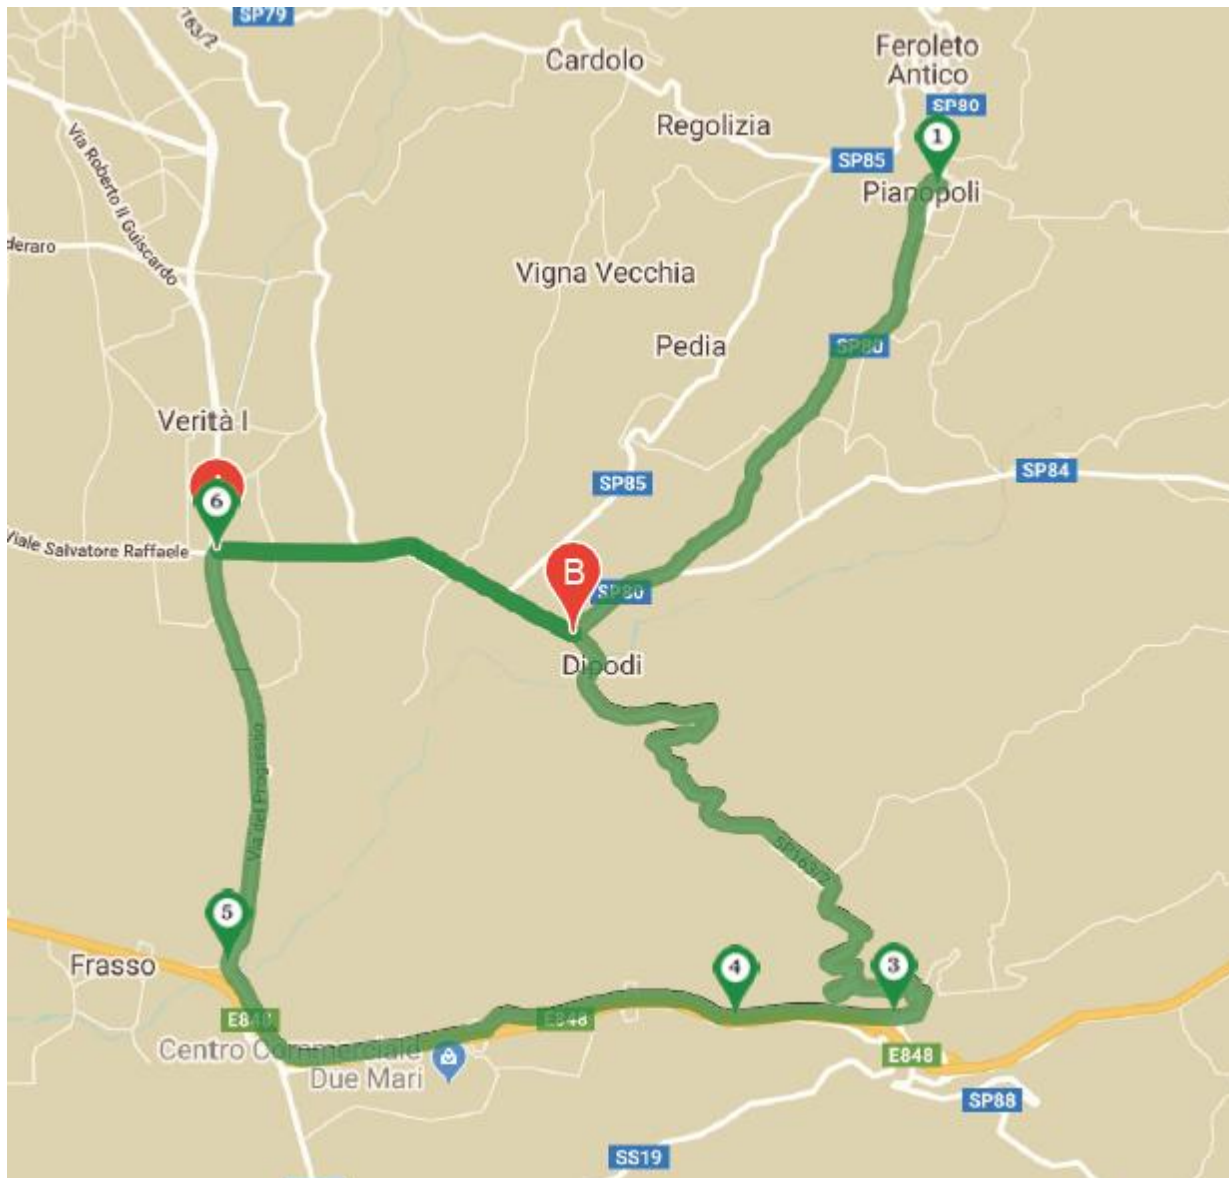 SP79
T63/2
Cardolo
Feroleto
Antico
SP80
1
Regolizia
SP85
Pianopoli
Via Roberto Il Guiscardo
deraro
Vigna Vecchia
Pedia
SP80
Verità I
SP85
SP84
6
Viale Salvatore Raffaele
B
SP80
Dipodi
Via del Progresso
SP163/2
5
Frasso
4
3
E848
E848
E848
Centro Commerciale
Due Mari
SP88
SS19